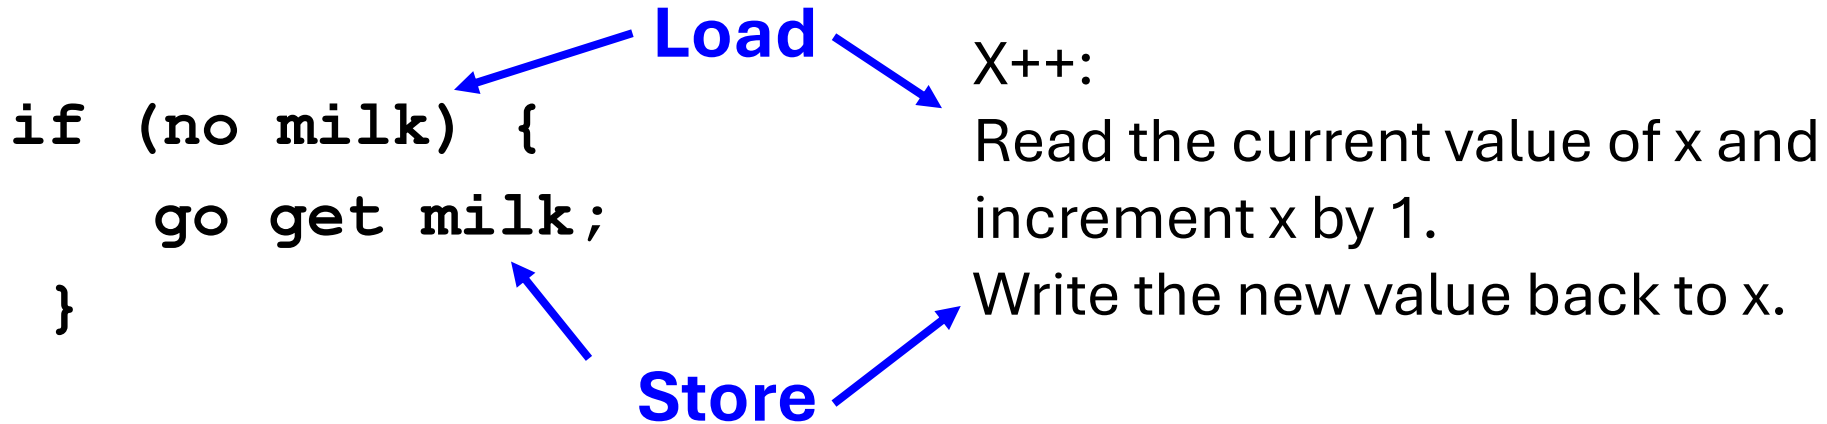 Load
if (no milk) {
go get milk;
}
X++:
Read the current value of x and
increment x by 1.
Write the new value back to x.
Store